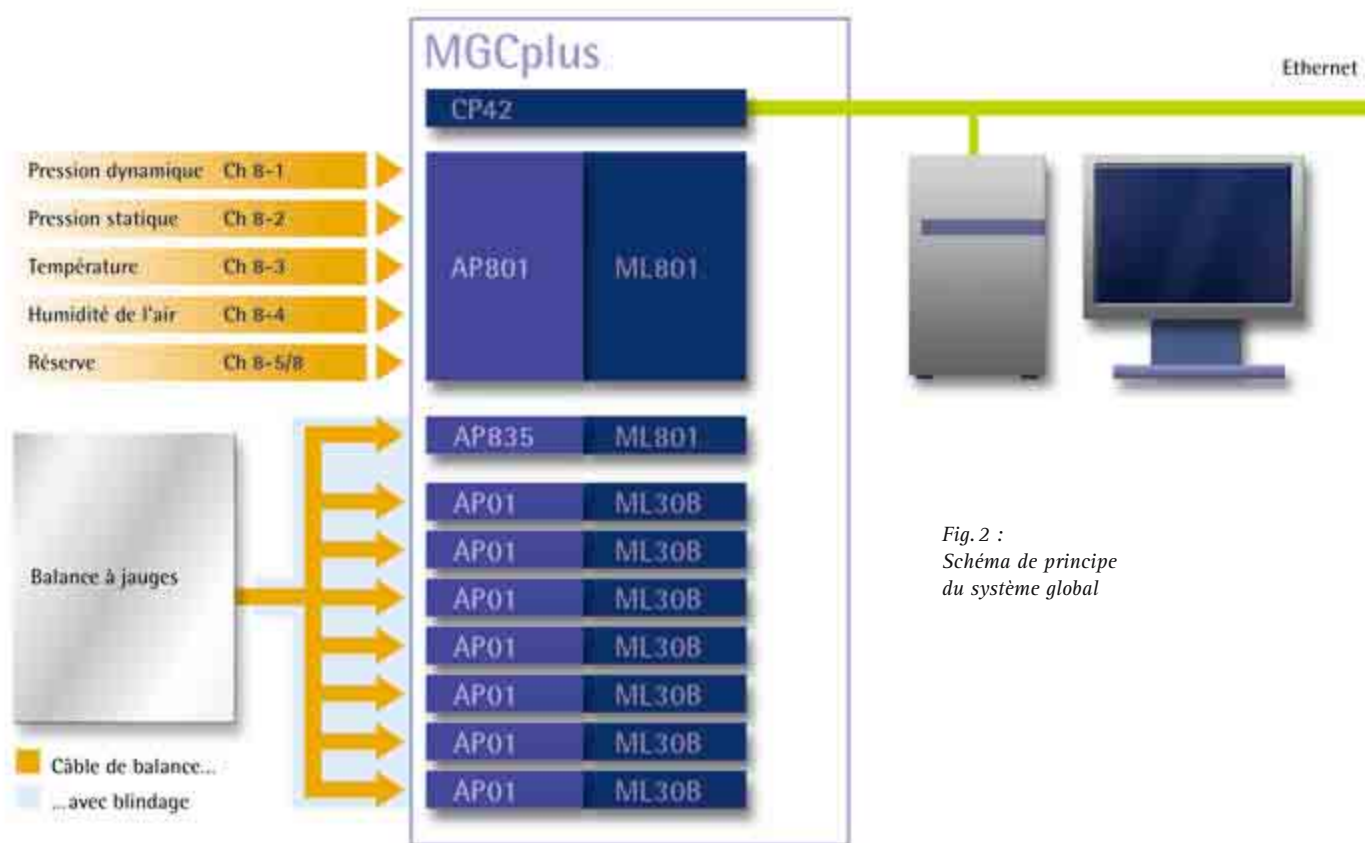 MGCplus
Ethernet
CP42
Pression dynamique Ch 8-1
Pression statique Ch 8-2
Température Ch 8-3
Humidité de l'air Ch 8-4
Réserve Ch 8-5/8
AP801 ML801
AP835 ML801
AP01 ML30B
AP01 ML30B
AP01 ML30B
AP01 ML30B
AP01 ML30B
AP01 ML30B
AP01 ML30B
Balance à jauges
Câble de balance...
...avec blindage
Fig. 2 :
Schéma de principe
du système global